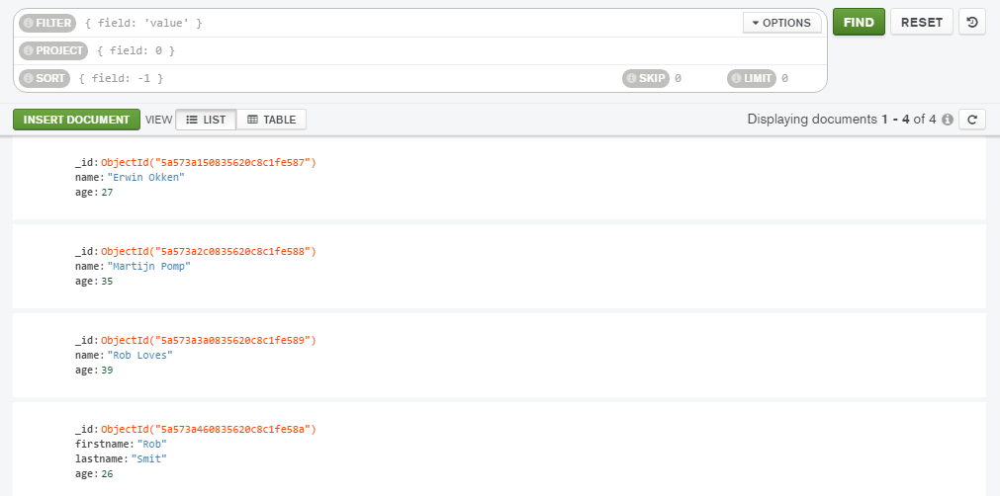 FILTER { field: 'value' } OPTIONS FIND RESET
PROJECT { field: 0 }
SORT { field: -1 } SKIP 0 LIMIT 0
INSERT DOCUMENT VIEW LIST TABLE Displaying documents 1 - 4 of 4
_id: ObjectId("5a573a150835620c8c1fe587")
name: "Erwin Okken"
age: 27
_id: ObjectId("5a573a2c0835620c8c1fe588")
name: "Martijn Pomp"
age: 35
_id: ObjectId("5a573a3a0835620c8c1fe589")
name: "Rob Loves"
age: 39
_id: ObjectId("5a573a460835620c8c1fe58a")
firstname: "Rob"
lastname: "Smit"
age: 26